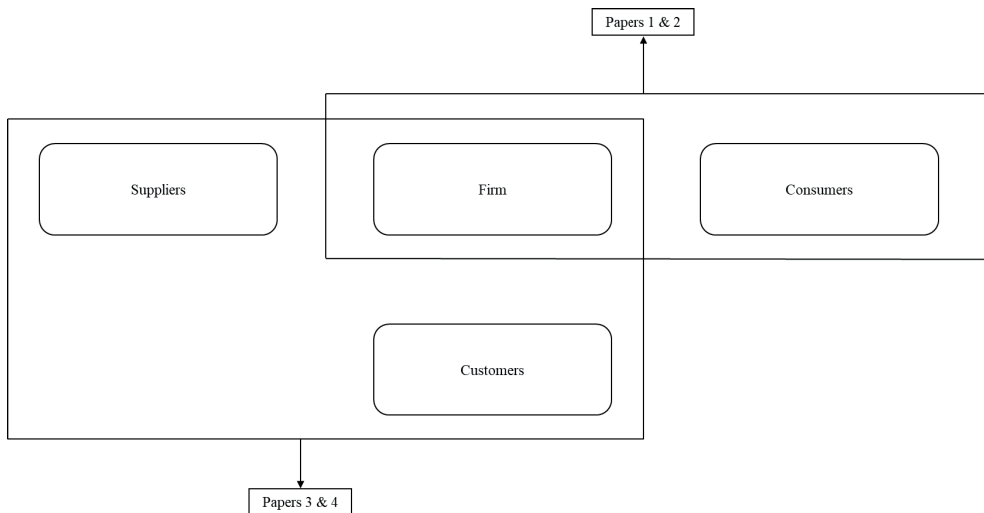 Papers 1 & 2
Suppliers
Firm
Consumers
Customers
Papers 3 & 4